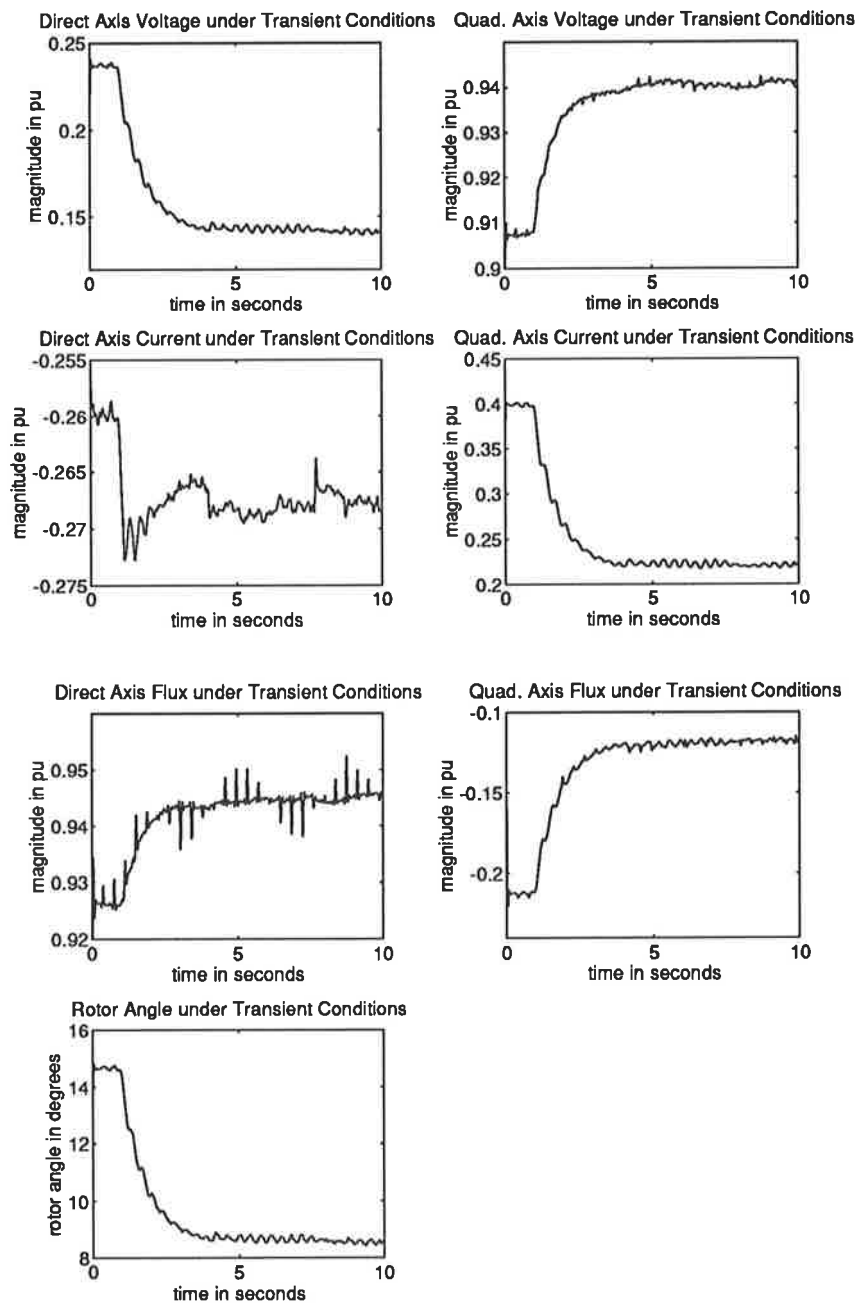 Direct Axis Voltage under Transient Conditions
0.25
0.2
0.15
magnitude in pu
0 5 10
time in seconds
Quad. Axis Voltage under Transient Conditions
0.94
0.93
0.92
0.91
0.9
magnitude in pu
0 5 10
time in seconds
Direct Axis Current under Transient Conditions
-0.255
-0.26
-0.265
-0.27
-0.275
magnitude in pu
0 5 10
time in seconds
Quad. Axis Current under Transient Conditions
0.45
0.4
0.35
0.3
0.25
0.2
magnitude in pu
0 5 10
time in seconds
Direct Axis Flux under Transient Conditions
0.95
0.94
0.93
0.92
magnitude in pu
0 5 10
time in seconds
Quad. Axis Flux under Transient Conditions
-0.1
-0.15
-0.2
magnitude in pu
0 5 10
time in seconds
Rotor Angle under Transient Conditions
16
14
12
10
8
rotor angle in degrees
0 5 10
time in seconds